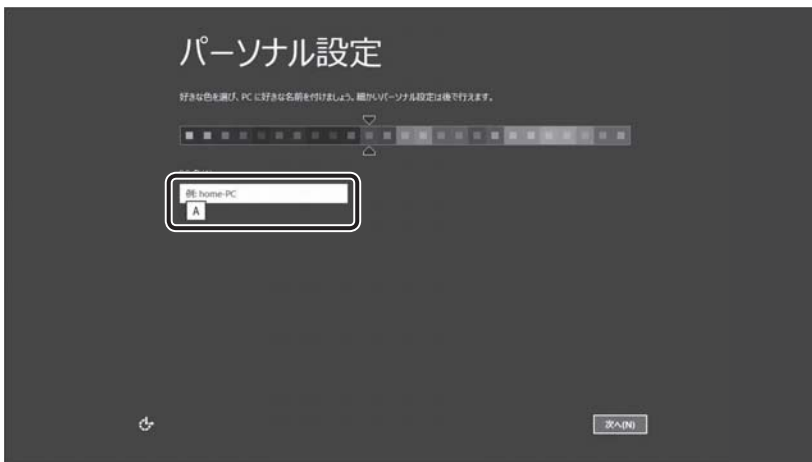 パーソナル設定
好きな色を選び、PC に好きな名前を付けましょう。細かいパーソナル設定は後で行えます。
例: home-PC
A
次へ(N)